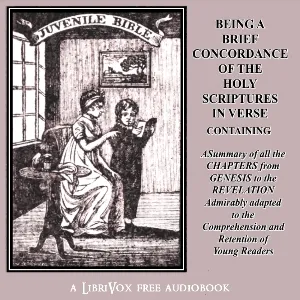 JUVENILE BIBLE
BEING A
BRIEF
CONCORDANCE
OF THE
HOLY
SCRIPTURES
IN VERSE
CONTAINING
ASummary of all the
CHAPTERS from
GENESIS to the
REVELATION
Admirably adapted
to the
Comprehension and
Retention of
Young Readers
A LIBRIVOX FREE AUDIOBOOK